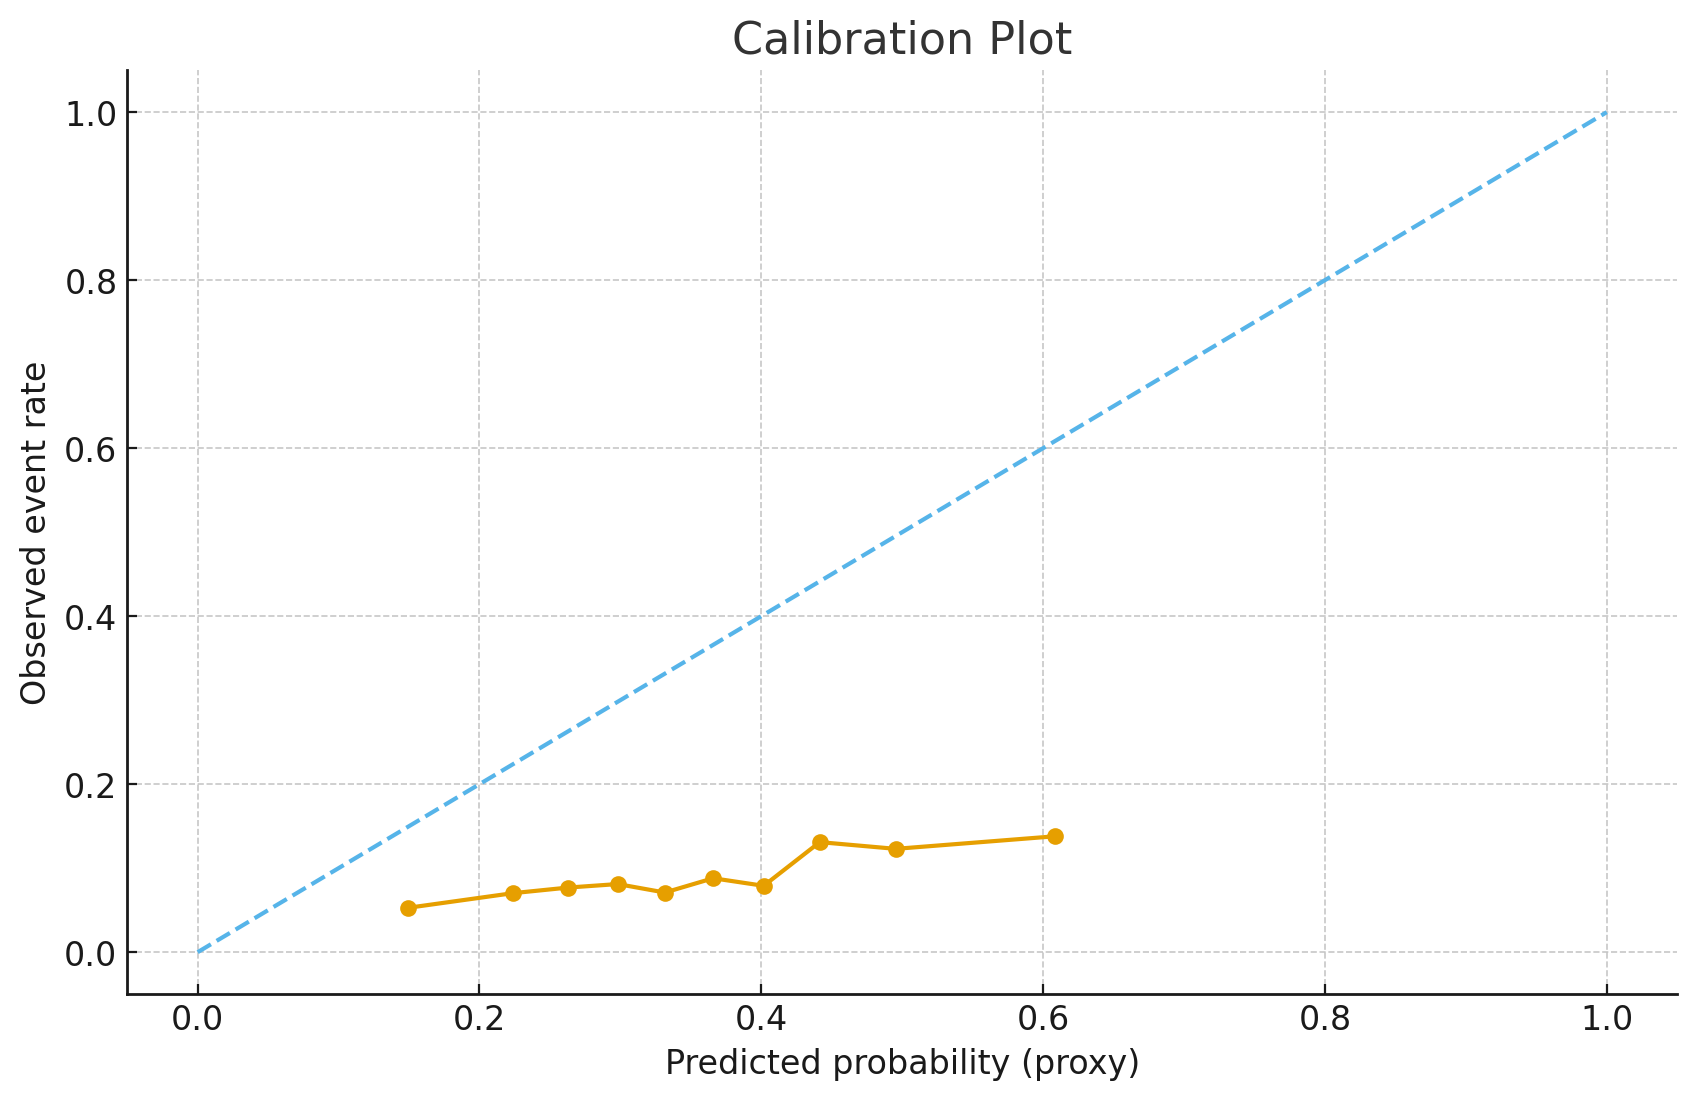 Calibration Plot
Observed event rate
1.0
0.8
0.6
0.4
0.2
0.0
0.0 0.2 0.4 0.6 0.8 1.0
Predicted probability (proxy)